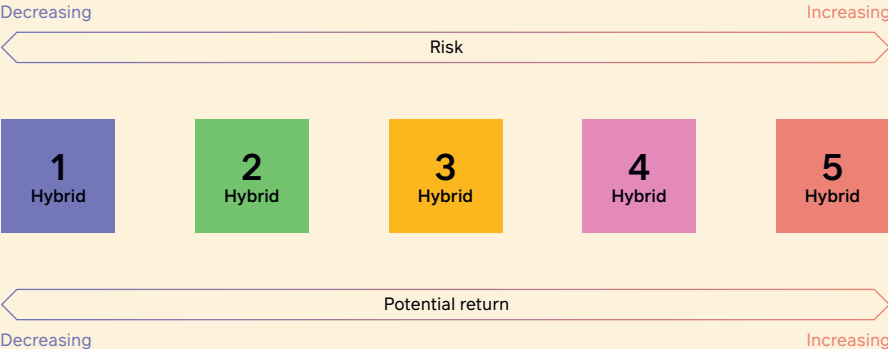 Decreasing
Increasing
Risk
1
Hybrid
2
Hybrid
3
Hybrid
4
Hybrid
5
Hybrid
Potential return
Decreasing
Increasing